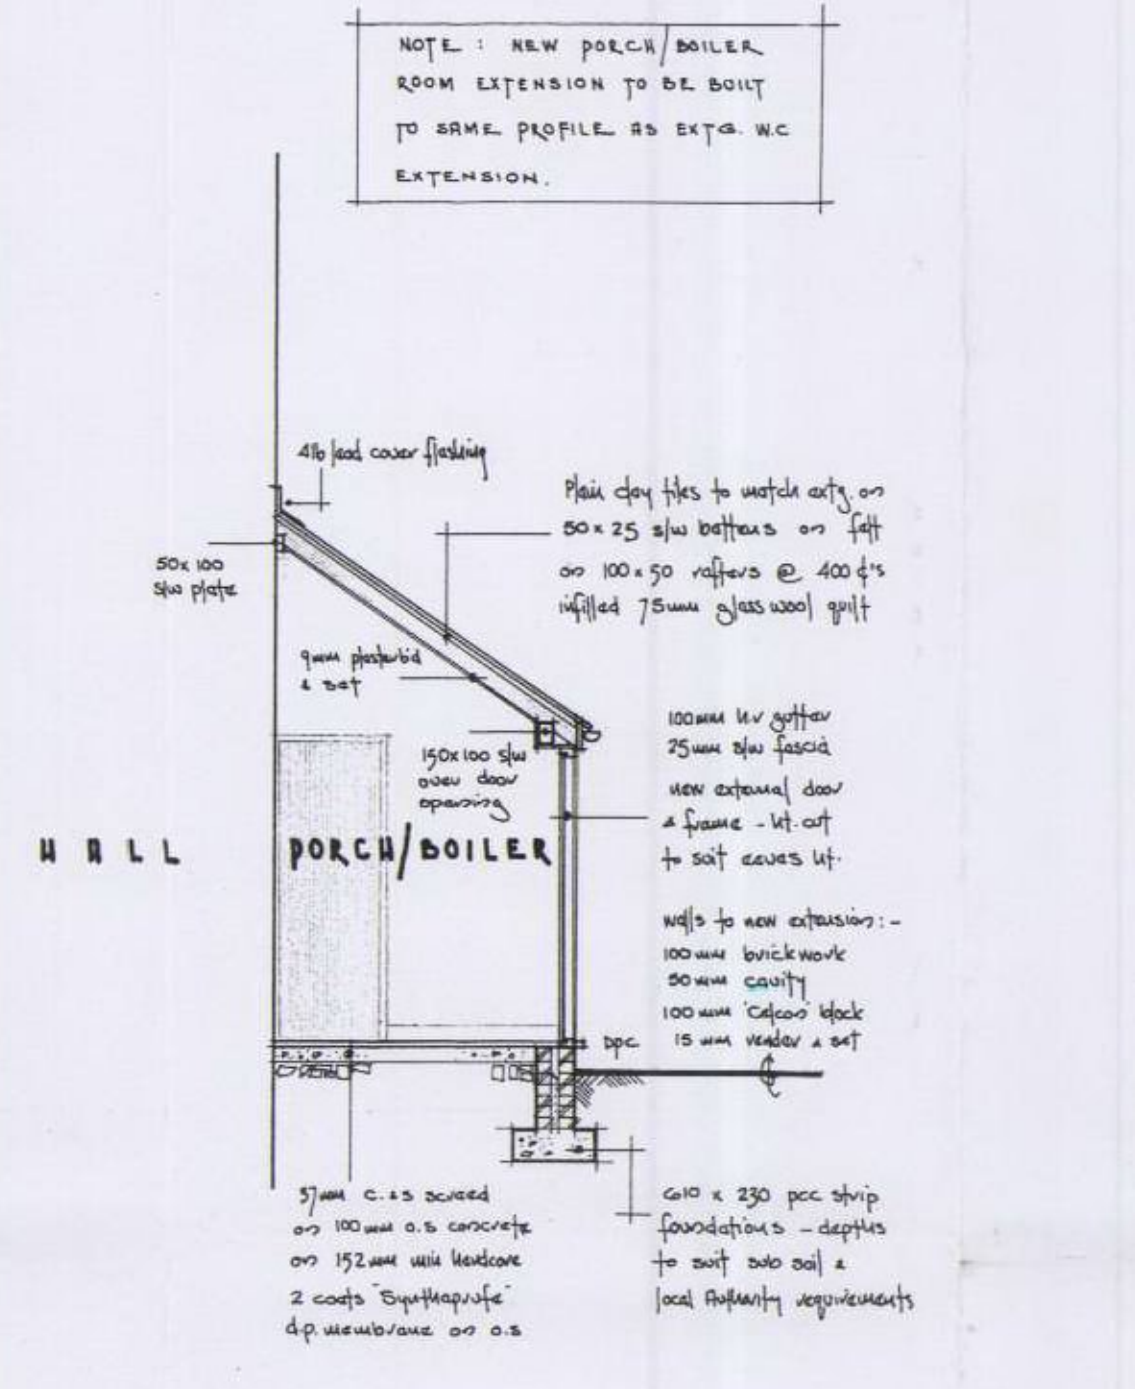 NOTE : NEW PORCH/BOILER
ROOM EXTENSION TO BE BUILT
TO SAME PROFILE AS EXTG. W.C
EXTENSION.
4lb lead cover flashing
Plain clay tiles to match extg. on
50 x 25 s/w battens on felt
on 100 x 50 rafters @ 400 ¢'s
infilled 75mm glass wool quilt
50x100
s/w plate
9mm plasterbd
& set
150x100 s/w
over door
opening
100mm h.r gutter
25mm s/w fascia
new external door
& frame - ht. cut
to suit eaves ht.
HALL
PORCH/BOILER
walls to new extension:-
100mm brickwork
50mm cavity
100mm 'Celcon' block
15mm render & set
DPC
c.&s screed
on 100mm o.s concrete
on 152mm min hardcore
2 coats "Synthaprufe"
d.p. membrane on o.s
610 x 230 pcc strip
foundations - depths
to suit sub soil &
local Authority requirements